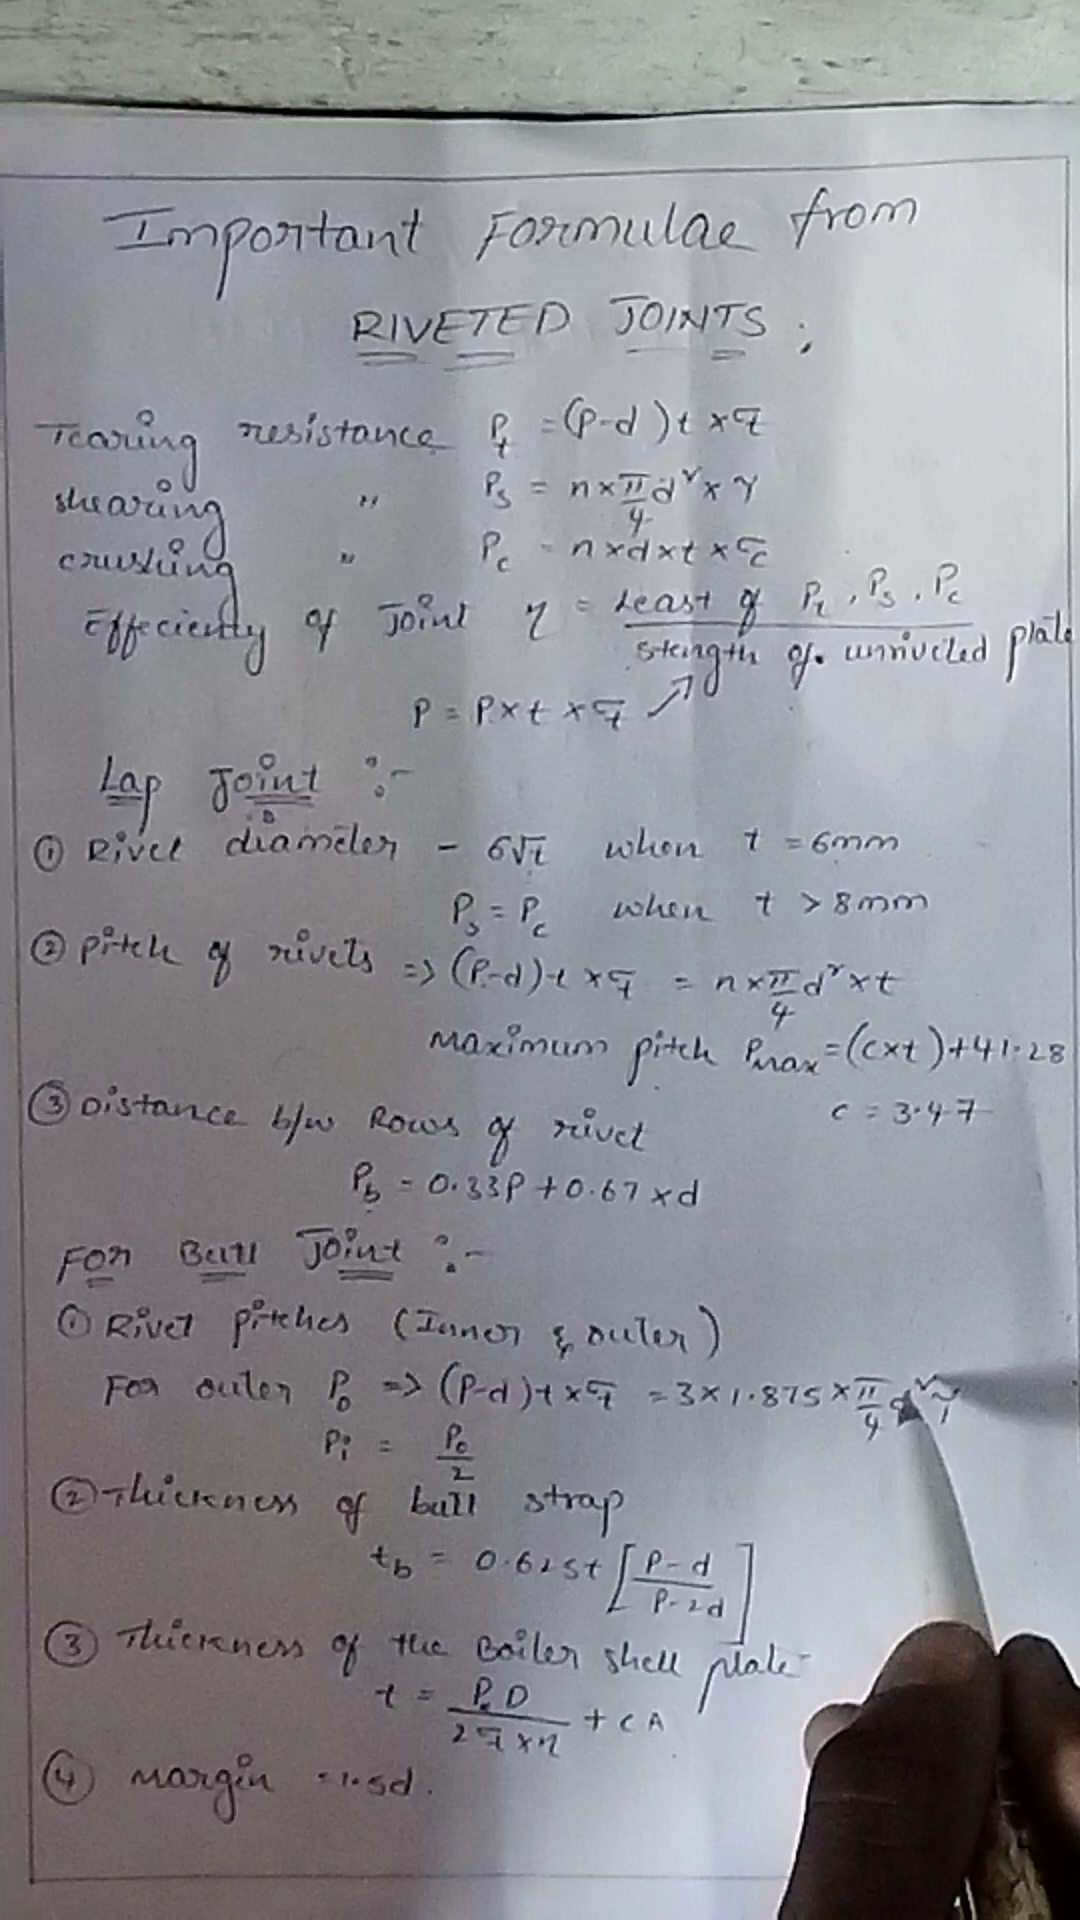 Important Formulae from
RIVETED JOINTS ;
Tearing resistance Pt = (P-d)t × σt
shearing " Ps = n × π/4 d² × τ
crushing " Pc = n×d×t × σc
Effeciently of Joint η = Least of Pt, Ps, Pc / stength of unriveted plate
P = P×t × σt
Lap Joint :-
① Rivet diameter - 6√t when t = 6mm
Ps = Pc when t > 8mm
② Pitch of rivets => (P-d)t × σt = n × π/4 d² × t
Maximum pitch Pmax = (c×t)+41.28
c = 3.47
③ Distance b/w Rows of rivet
Pb = 0.33P + 0.67 × d
FOR Butt Joint :-
① Rivet pitches (Inner & outer)
For outer Po => (P-d)t × σt = 3×1.875 × π/4 d² τ
Pi = Po/2
② Thickness of butt strap
tb = 0.625t [P-d / P-2d]
③ Thickness of the Boiler shell plate
t = P.D / 2σt × η + CA
④ Margin = 1.5d.